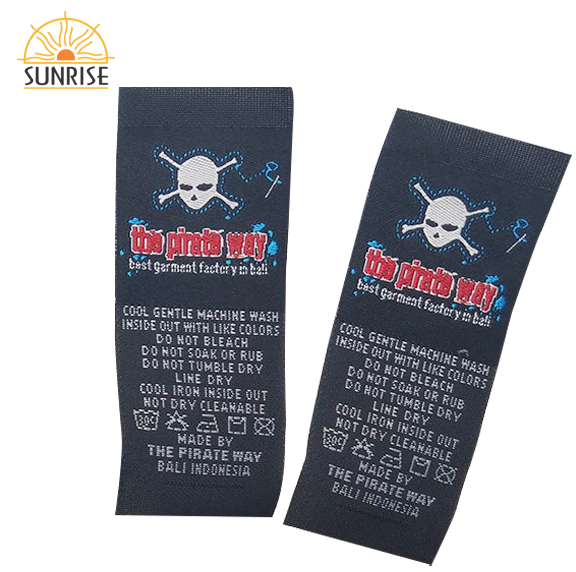 SUNRISE
the pirate way
best garment factory in bali
COOL GENTLE MACHINE WASH
INSIDE OUT WITH LIKE COLORS
DO NOT BLEACH
DO NOT SOAK OR RUB
DO NOT TUMBLE DRY
LINE DRY
COOL IRON INSIDE OUT
NOT DRY CLEANABLE
30C
MADE BY
THE PIRATE WAY
BALI INDONESIA
the pirate way
best garment factory in bali
COOL GENTLE MACHINE WASH
INSIDE OUT WITH LIKE COLORS
DO NOT BLEACH
DO NOT SOAK OR RUB
DO NOT TUMBLE DRY
LINE DRY
COOL IRON INSIDE OUT
NOT DRY CLEANABLE
30C
MADE BY
THE PIRATE WAY
BALI INDONESIA